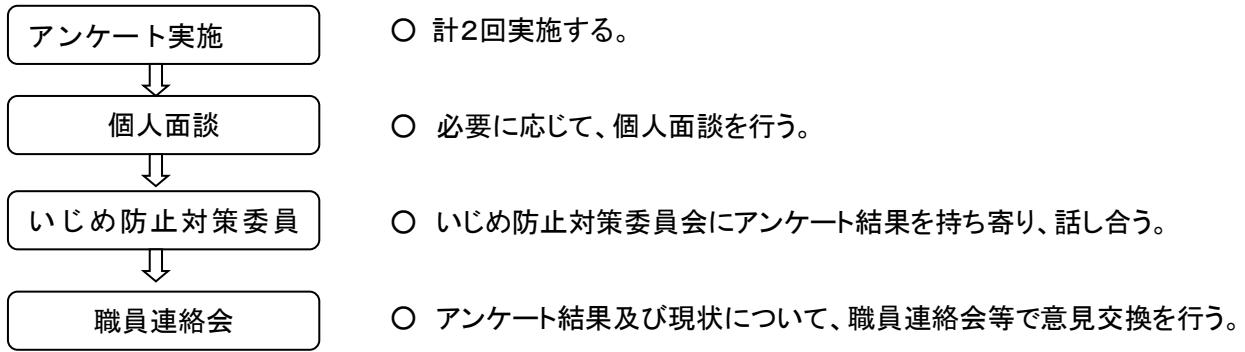 アンケート実施
○ 計2回実施する。
個人面談
○ 必要に応じて、個人面談を行う。
いじめ防止対策委員
○ いじめ防止対策委員会にアンケート結果を持ち寄り、話し合う。
職員連絡会
○ アンケート結果及び現状について、職員連絡会等で意見交換を行う。